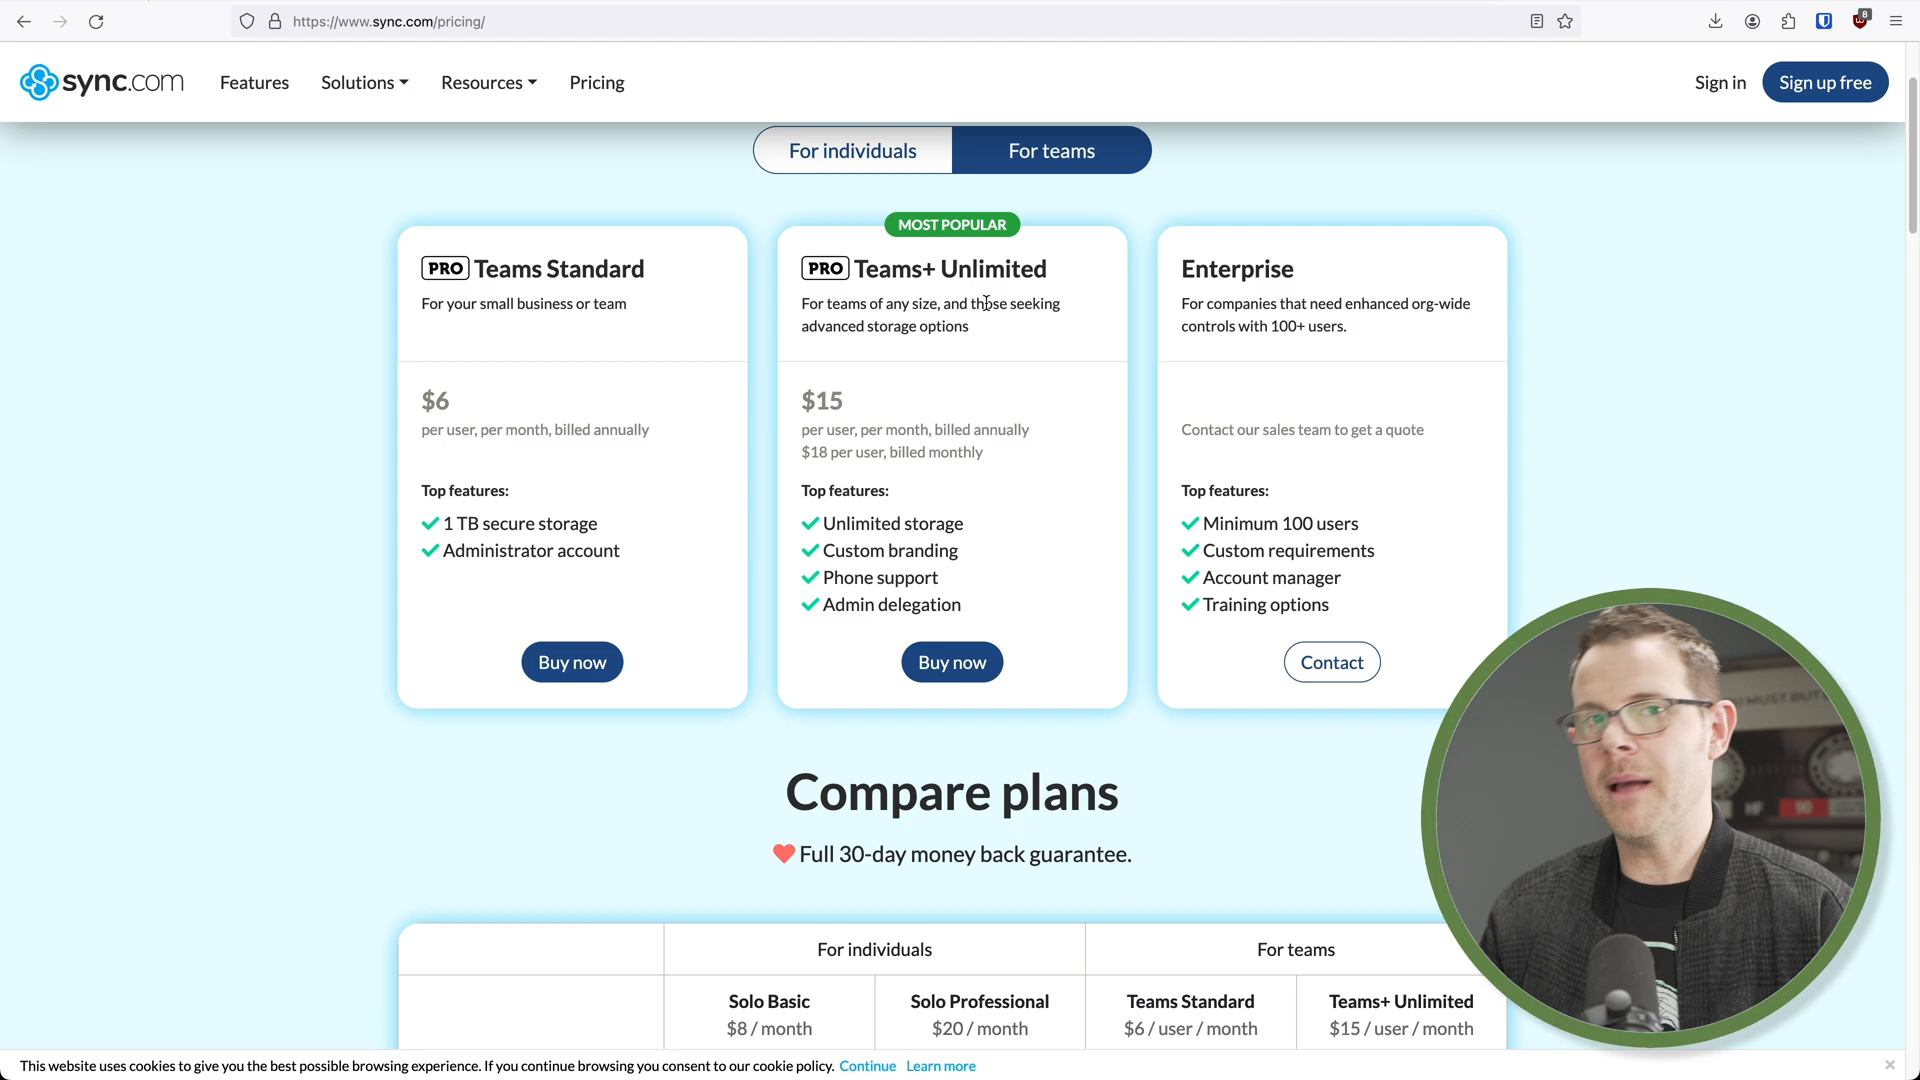 https://www.sync.com/pricing/
8
sync.com
Features
Solutions
Resources
Pricing
Sign in
Sign up free
For individuals
For teams
MOST POPULAR
PRO Teams Standard
For your small business or team
$6
per user, per month, billed annually
Top features:
1 TB secure storage
Administrator account
Buy now
PRO Teams+ Unlimited
For teams of any size, and those seeking
advanced storage options
$15
per user, per month, billed annually
$18 per user, billed monthly
Top features:
Unlimited storage
Custom branding
Phone support
Admin delegation
Buy now
Enterprise
For companies that need enhanced org-wide
controls with 100+ users.
Contact our sales team to get a quote
Top features:
Minimum 100 users
Custom requirements
Account manager
Training options
Contact
Compare plans
Full 30-day money back guarantee.
For individuals
For teams
Solo Basic
$8 / month
Solo Professional
$20 / month
Teams Standard
$6 / user / month
Teams+ Unlimited
$15 / user / month
MUST BUT
HF
90
This website uses cookies to give you the best possible browsing experience. If you continue browsing you consent to our cookie policy. Continue Learn more